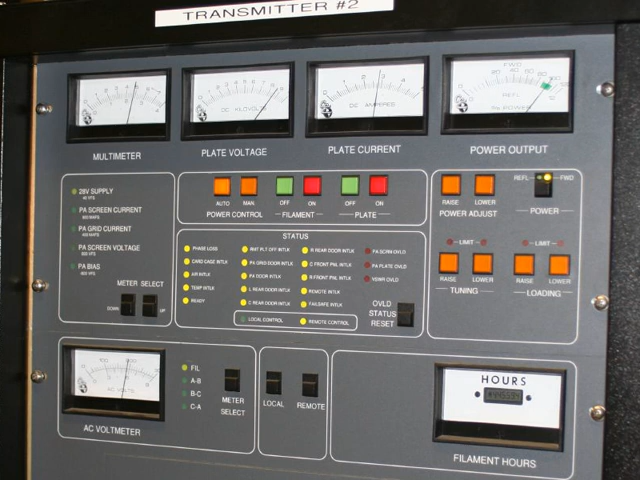 TRANSMITTER #2
DC KILOVOLTS
DC AMPERES
FWD
REFL
% POWER
MULTIMETER
PLATE VOLTAGE
PLATE CURRENT
POWER OUTPUT
28V SUPPLY
PA SCREEN CURRENT
PA GRID CURRENT
PA SCREEN VOLTAGE
PA BIAS
METER SELECT
DOWN
UP
AUTO
MAN.
OFF
ON
OFF
ON
POWER CONTROL
FILAMENT
PLATE
RAISE
LOWER
REFL
FWD
POWER ADJUST
POWER
STATUS
PHASE LOSS
CARD CAGE INTLK
AIR INTLK
TEMP INTLK
READY
PA GRID DOOR INTLK
PA DOOR INTLK
L REAR DOOR INTLK
C REAR DOOR INTLK
R REAR DOOR INTLK
C FRONT PNL INTLK
R FRONT PNL INTLK
REMOTE INTLK
FAILSAFE INTLK
PA SCRN OVLD
PA PLATE OVLD
LOCAL CONTROL
REMOTE CONTROL
OVLD
STATUS
RESET
LIMIT
LIMIT
RAISE
LOWER
RAISE
LOWER
TUNING
LOADING
AC VOLTS
AC VOLTMETER
FIL
A-B
B-C
C-A
METER
SELECT
LOCAL
REMOTE
HOURS
FILAMENT HOURS